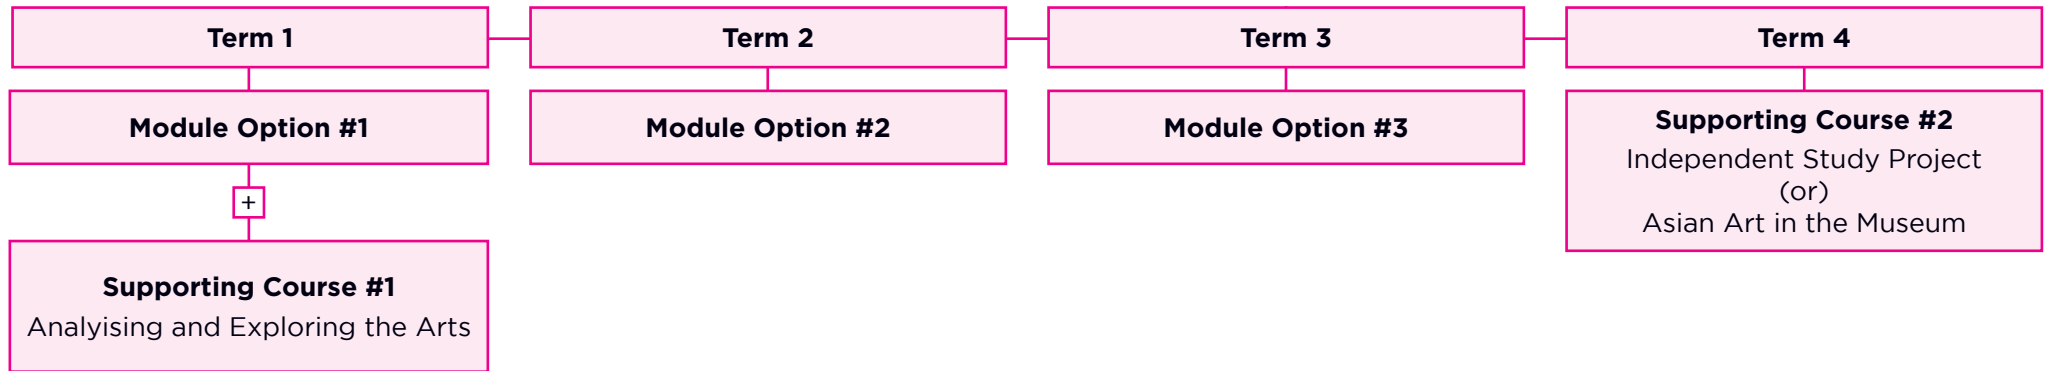 Term 1
Term 2
Term 3
Term 4
Module Option #1
Module Option #2
Module Option #3
Supporting Course #2
Independent Study Project
(or)
Asian Art in the Museum
+
Supporting Course #1
Analyising and Exploring the Arts